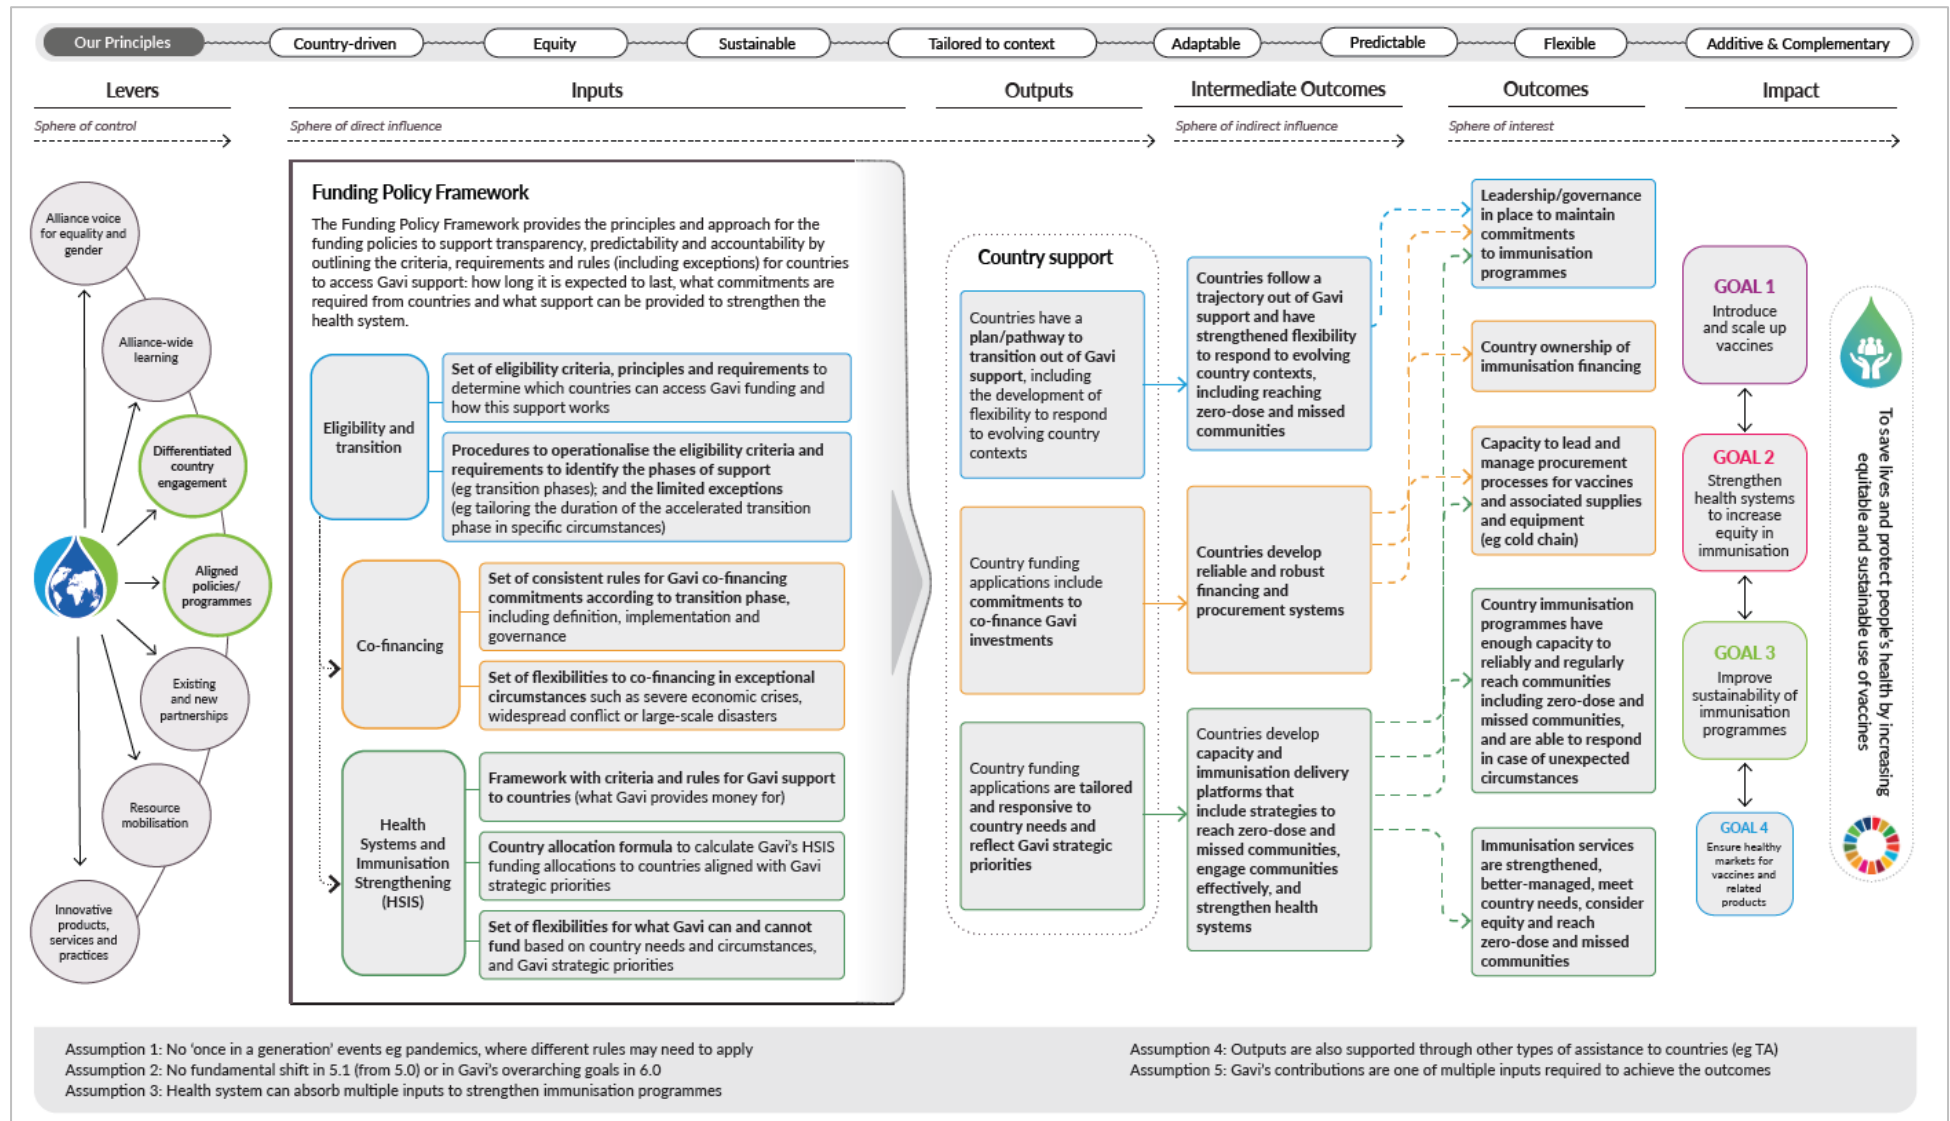 Our Principles
Country-driven
Equity
Sustainable
Tailored to context
Adaptable
Predictable
Flexible
Additive & Complementary
Levers
Inputs
Outputs
Intermediate Outcomes
Outcomes
Impact
Sphere of control
Sphere of direct influence
Sphere of indirect influence
Sphere of interest
Alliance voice
for equality and
gender
Alliance-wide
learning
Differentiated
country
engagement
Aligned
policies/
programmes
Existing
and new
partnerships
Resource
mobilisation
Innovative
products,
services and
practices
Funding Policy Framework
The Funding Policy Framework provides the principles and approach for the
funding policies to support transparency, predictability and accountability by
outlining the criteria, requirements and rules (including exceptions) for countries
to access Gavi support: how long it is expected to last, what commitments are
required from countries and what support can be provided to strengthen the
health system.
Eligibility and
transition
Set of eligibility criteria, principles and requirements to
determine which countries can access Gavi funding and
how this support works
Procedures to operationalise the eligibility criteria and
requirements to identify the phases of support
(eg transition phases); and the limited exceptions
(eg tailoring the duration of the accelerated transition
phase in specific circumstances)
Co-financing
Set of consistent rules for Gavi co-financing
commitments according to transition phase,
including definition, implementation and
governance
Set of flexibilities to co-financing in exceptional
circumstances such as severe economic crises,
widespread conflict or large-scale disasters
Health
Systems and
Immunisation
Strengthening
(HSIS)
Framework with criteria and rules for Gavi support
to countries (what Gavi provides money for)
Country allocation formula to calculate Gavi's HSIS
funding allocations to countries aligned with Gavi
strategic priorities
Set of flexibilities for what Gavi can and cannot
fund based on country needs and circumstances,
and Gavi strategic priorities
Country support
Countries have a
plan/pathway to
transition out of Gavi
support, including
the development of
flexibility to respond
to evolving country
contexts
Country funding
applications include
commitments to
co-finance Gavi
investments
Country funding
applications are tailored
and responsive to
country needs and
reflect Gavi strategic
priorities
Countries follow a
trajectory out of Gavi
support and have
strengthened flexibility
to respond to evolving
country contexts,
including reaching
zero-dose and missed
communities
Countries develop
reliable and robust
financing and
procurement systems
Countries develop
capacity and
immunisation delivery
platforms that
include strategies to
reach zero-dose and
missed communities,
engage communities
effectively, and
strengthen health
systems
Leadership/governance
in place to maintain
commitments
to immunisation
programmes
Country ownership of
immunisation financing
Capacity to lead and
manage procurement
processes for vaccines
and associated supplies
and equipment
(eg cold chain)
Country immunisation
programmes have
enough capacity to
reliably and regularly
reach communities
including zero-dose and
missed communities,
and are able to respond
in case of unexpected
circumstances
Immunisation services
are strengthened,
better-managed, meet
country needs, consider
equity and reach
zero-dose and missed
communities
GOAL 1
Introduce
and scale up
vaccines
GOAL 2
Strengthen
health systems
to increase
equity in
immunisation
GOAL 3
Improve
sustainability of
immunisation
programmes
GOAL 4
Ensure healthy
markets for
vaccines and
related
products
To save lives and protect people's health by increasing
equitable and sustainable use of vaccines
Assumption 1: No 'once in a generation' events eg pandemics, where different rules may need to apply
Assumption 2: No fundamental shift in 5.1 (from 5.0) or in Gavi's overarching goals in 6.0
Assumption 3: Health system can absorb multiple inputs to strengthen immunisation programmes
Assumption 4: Outputs are also supported through other types of assistance to countries (eg TA)
Assumption 5: Gavi's contributions are one of multiple inputs required to achieve the outcomes